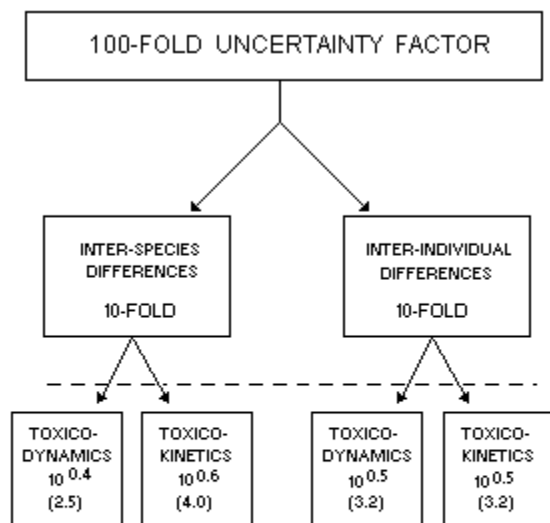 100-FOLD UNCERTAINTY FACTOR
INTER-SPECIES
DIFFERENCES
10-FOLD
INTER-INDIVIDUAL
DIFFERENCES
10-FOLD
TOXICO-
DYNAMICS
10^0.4
(2.5)
TOXICO-
KINETICS
10^0.6
(4.0)
TOXICO-
DYNAMICS
10^0.5
(3.2)
TOXICO-
KINETICS
10^0.5
(3.2)